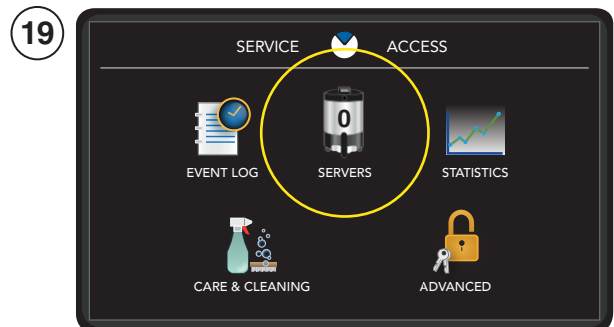 19
SERVICE ACCESS
0
EVENT LOG SERVERS STATISTICS
CARE & CLEANING ADVANCED